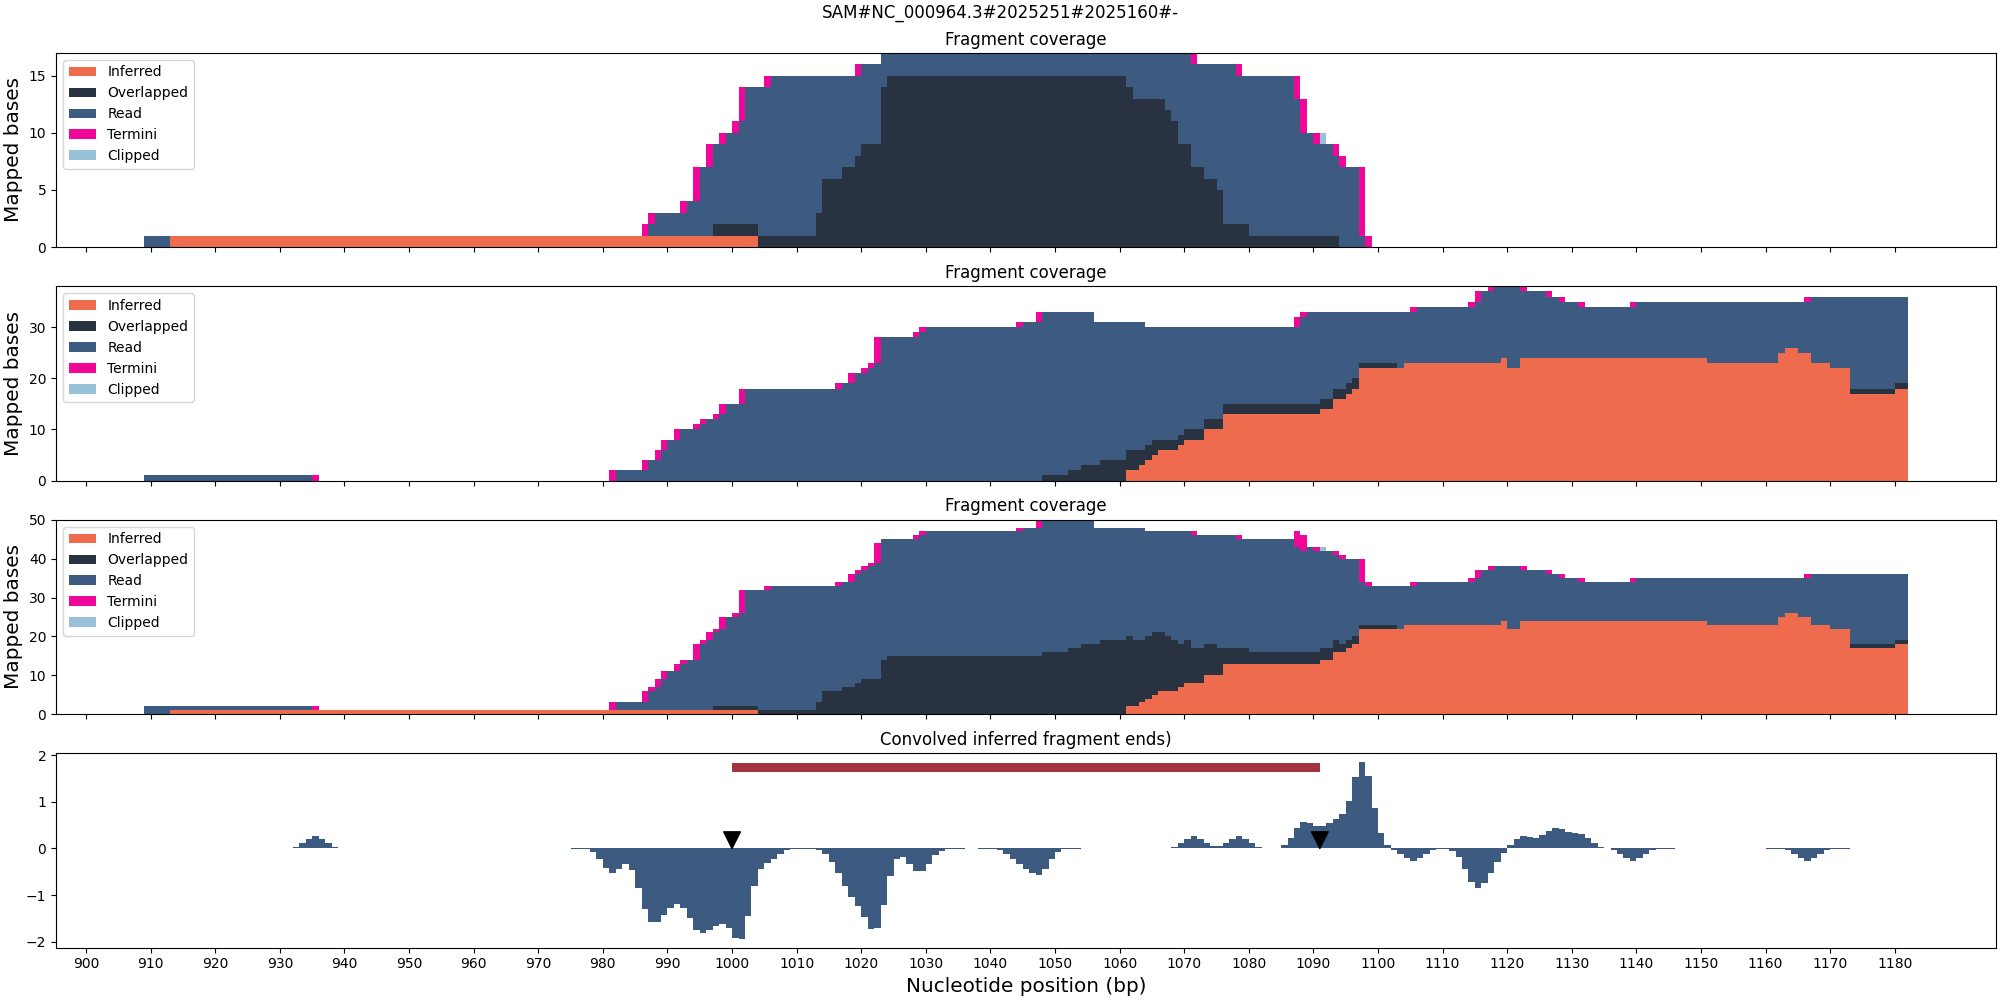 SAM#NC_000964.3#2025251#2025160#-
Fragment coverage
Mapped bases
15
10
5
0
Inferred
Overlapped
Read
Termini
Clipped
Fragment coverage
Mapped bases
30
20
10
0
Inferred
Overlapped
Read
Termini
Clipped
Fragment coverage
Mapped bases
50
40
30
20
10
0
Inferred
Overlapped
Read
Termini
Clipped
Convolved inferred fragment ends)
2
1
0
−1
−2
900 910 920 930 940 950 960 970 980 990 1000 1010 1020 1030 1040 1050 1060 1070 1080 1090 1100 1110 1120 1130 1140 1150 1160 1170 1180
Nucleotide position (bp)